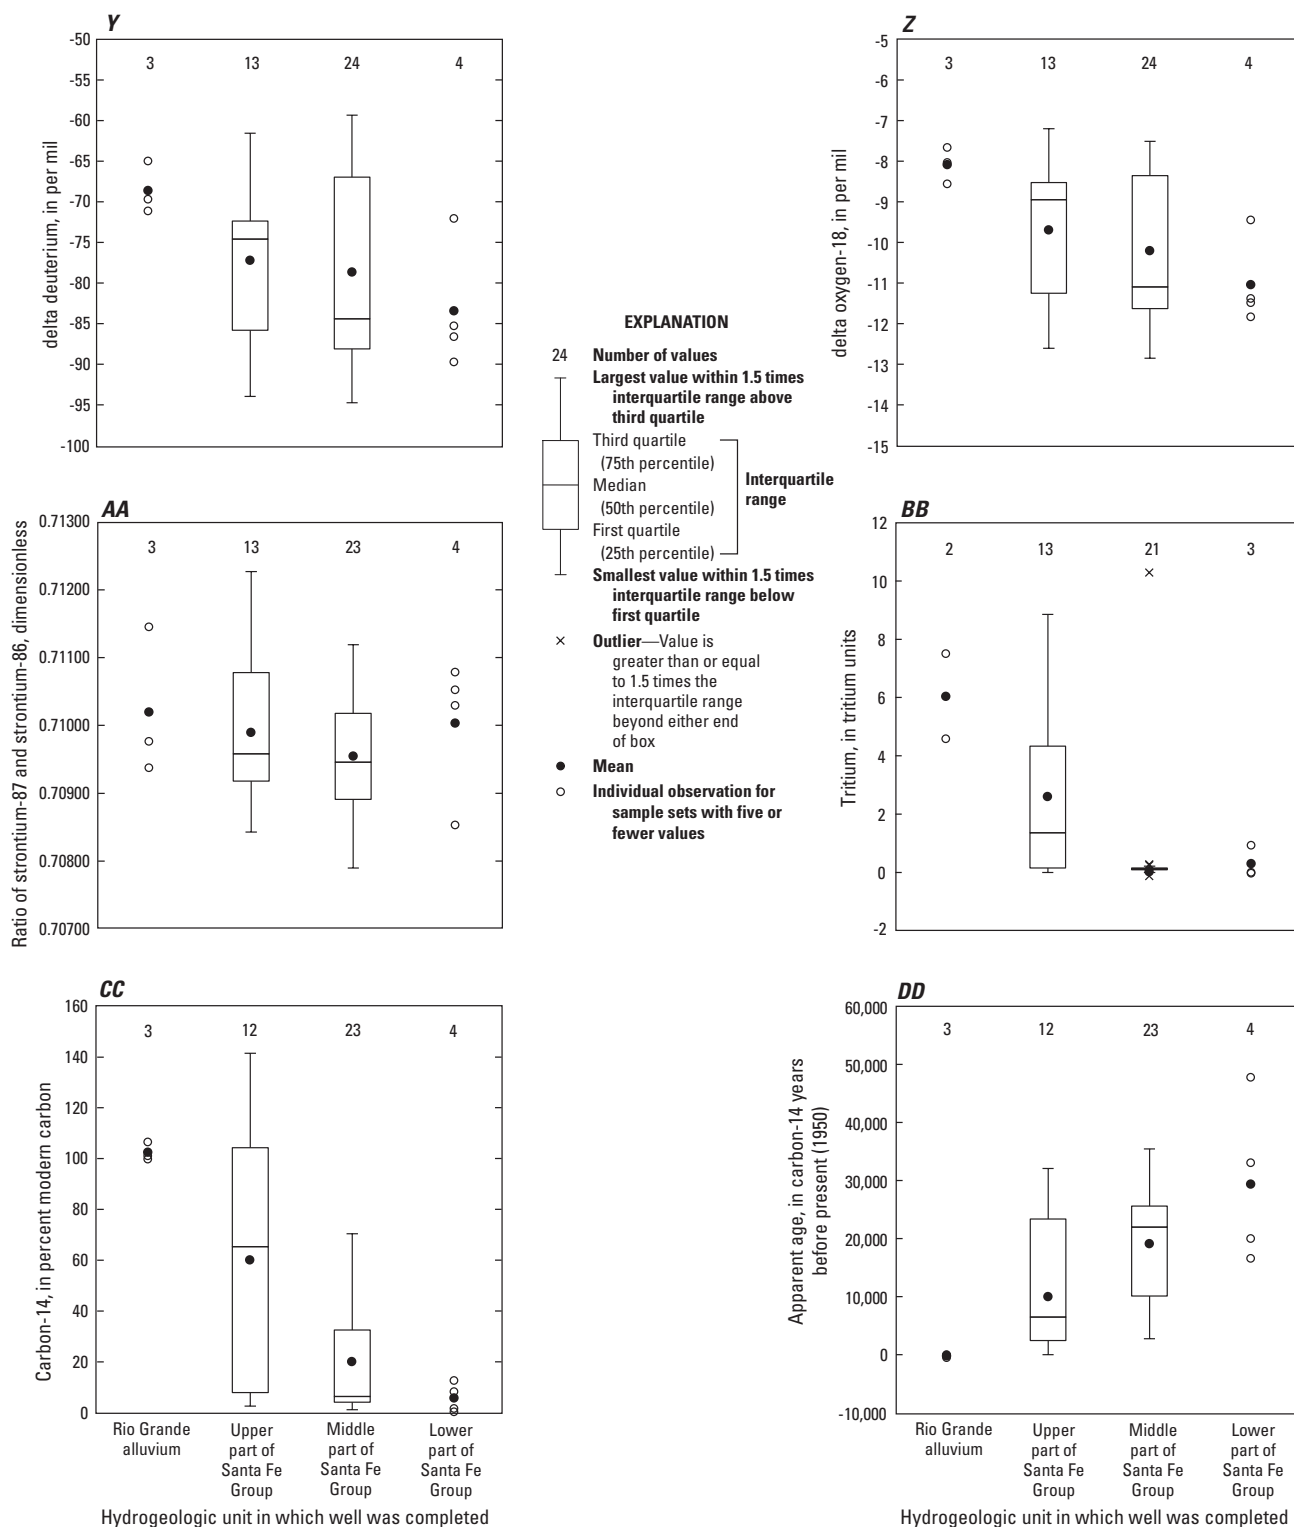 Y
-50
-55
-60
-65
-70
-75
-80
-85
-90
-95
-100
delta deuterium, in per mil
3 13 24 4
Z
-5
-6
-7
-8
-9
-10
-11
-12
-13
-14
-15
delta oxygen-18, in per mil
3 13 24 4
EXPLANATION
24 Number of values
Largest value within 1.5 times
interquartile range above
third quartile
Third quartile
(75th percentile)
Median
(50th percentile)
First quartile
(25th percentile)
Interquartile
range
Smallest value within 1.5 times
interquartile range below
first quartile
× Outlier—Value is
greater than or equal
to 1.5 times the
interquartile range
beyond either end
of box
Mean
Individual observation for
sample sets with five or
fewer values
AA
0.71300
0.71200
0.71100
0.71000
0.70900
0.70800
0.70700
Ratio of strontium-87 and strontium-86, dimensionless
3 13 23 4
BB
12
10
8
6
4
2
0
-2
Tritium, in tritium units
2 13 21 3
CC
160
140
120
100
80
60
40
20
0
Carbon-14, in percent modern carbon
3 12 23 4
Rio Grande
alluvium
Upper
part of
Santa Fe
Group
Middle
part of
Santa Fe
Group
Lower
part of
Santa Fe
Group
Hydrogeologic unit in which well was completed
DD
60,000
50,000
40,000
30,000
20,000
10,000
0
-10,000
Apparent age, in carbon-14 years
before present (1950)
3 12 23 4
Rio Grande
alluvium
Upper
part of
Santa Fe
Group
Middle
part of
Santa Fe
Group
Lower
part of
Santa Fe
Group
Hydrogeologic unit in which well was completed